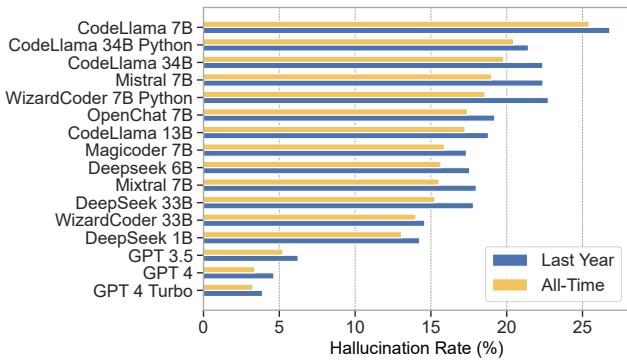 CodeLlama 7B
CodeLlama 34B Python
CodeLlama 34B
Mistral 7B
WizardCoder 7B Python
OpenChat 7B
CodeLlama 13B
Magicoder 7B
Deepseek 6B
Mixtral 7B
DeepSeek 33B
WizardCoder 33B
DeepSeek 1B
GPT 3.5
GPT 4
GPT 4 Turbo
Last Year
All-Time
0 5 10 15 20 25
Hallucination Rate (%)